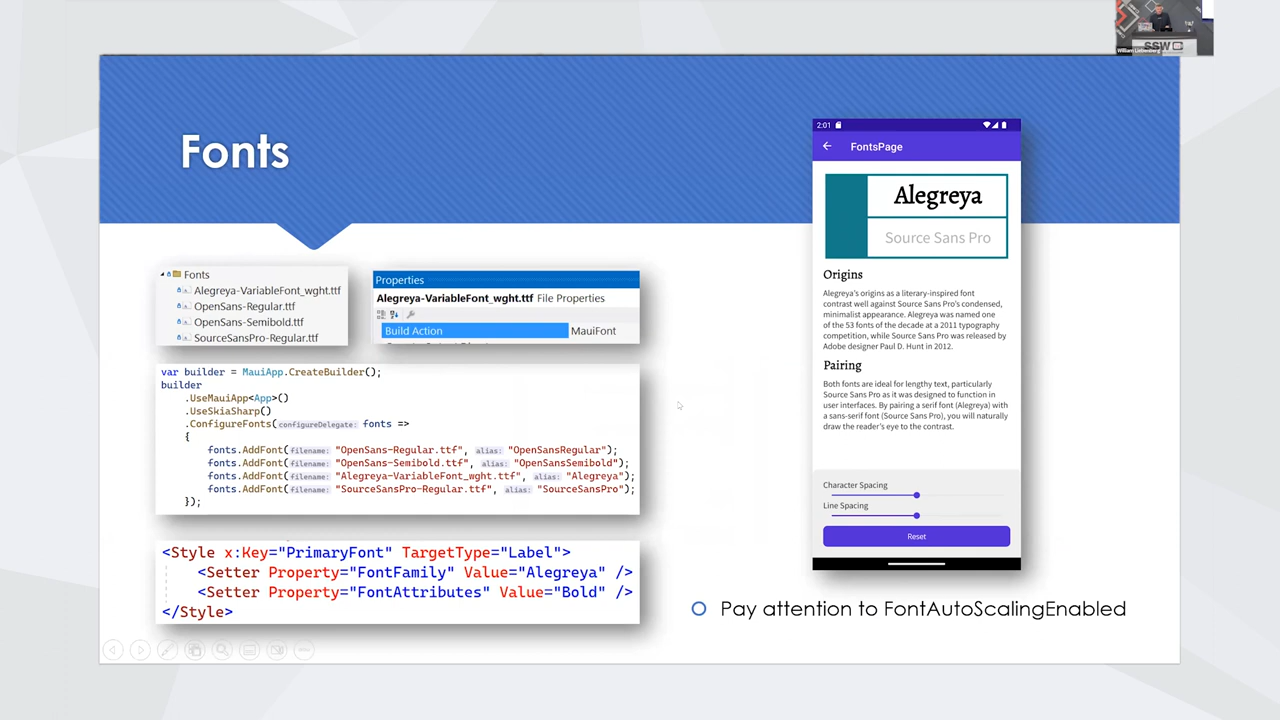 SSW
William Liebenberg
Fonts
Fonts
Alegreya-VariableFont_wght.ttf
OpenSans-Regular.ttf
OpenSans-Semibold.ttf
SourceSansPro-Regular.ttf
Properties
Alegreya-VariableFont_wght.ttf File Properties
Build Action MauiFont
var builder = MauiApp.CreateBuilder();
builder
.UseMauiApp<App>()
.UseSkiaSharp()
.ConfigureFonts(configureDelegate: fonts =>
{
fonts.AddFont(filename: "OpenSans-Regular.ttf", alias: "OpenSansRegular");
fonts.AddFont(filename: "OpenSans-Semibold.ttf", alias: "OpenSansSemibold");
fonts.AddFont(filename: "Alegreya-VariableFont_wght.ttf", alias: "Alegreya");
fonts.AddFont(filename: "SourceSansPro-Regular.ttf", alias: "SourceSansPro");
});
<Style x:Key="PrimaryFont" TargetType="Label">
<Setter Property="FontFamily" Value="Alegreya" />
<Setter Property="FontAttributes" Value="Bold" />
</Style>
2:01
FontsPage
Alegreya
Source Sans Pro
Origins
Alegreya's origins as a literary-inspired font
contrast well against Source Sans Pro's condensed,
minimalist appearance. Alegreya was named one
of the 53 fonts of the decade at a 2011 typography
competition, while Source Sans Pro was released by
Adobe designer Paul D. Hunt in 2012.
Pairing
Both fonts are ideal for lengthy text, particularly
Source Sans Pro as it was designed to function in
user interfaces. By pairing a serif font (Alegreya) with
a sans-serif font (Source Sans Pro), you will naturally
draw the reader's eye to the contrast.
Character Spacing
Line Spacing
Reset
Pay attention to FontAutoScalingEnabled